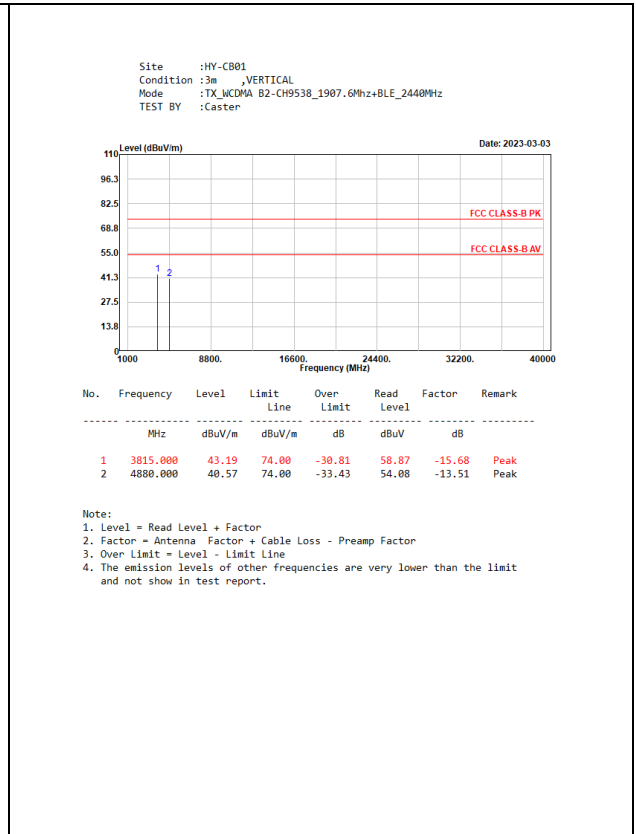 Site :HY-CB01
Condition :3m ,VERTICAL
Mode :TX_WCDMA B2-CH9538_1907.6Mhz+BLE_2440MHz
TEST BY :Caster
Level (dBuV/m) Date: 2023-03-03
110
96.3
82.5
FCC CLASS-B PK
68.8
55.0 FCC CLASS-B AV
41.3 1 2
27.5
13.8
0
1000 8800. 16600. 24400. 32200. 40000
Frequency (MHz)
No. Frequency Level Limit Over Read Factor Remark
Line Limit Level
------ ----------- -------- --------- --------- --------- -------- ---------
MHz dBuV/m dBuV/m dB dBuV dB
1 3815.000 43.19 74.00 -30.81 58.87 -15.68 Peak
2 4880.000 40.57 74.00 -33.43 54.08 -13.51 Peak
Note:
1. Level = Read Level + Factor
2. Factor = Antenna Factor + Cable Loss - Preamp Factor
3. Over Limit = Level - Limit Line
4. The emission levels of other frequencies are very lower than the limit
and not show in test report.